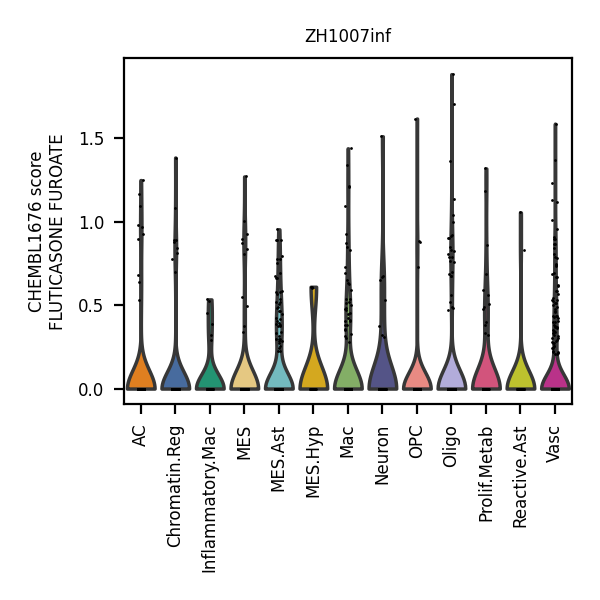 ZH1007inf
CHEMBL1676 score
FLUTICASONE FUROATE
1.5
1.0
0.5
0.0
AC
Chromatin.Reg
Inflammatory.Mac
MES
MES.Ast
MES.Hyp
Mac
Neuron
OPC
Oligo
Prolif.Metab
Reactive.Ast
Vasc